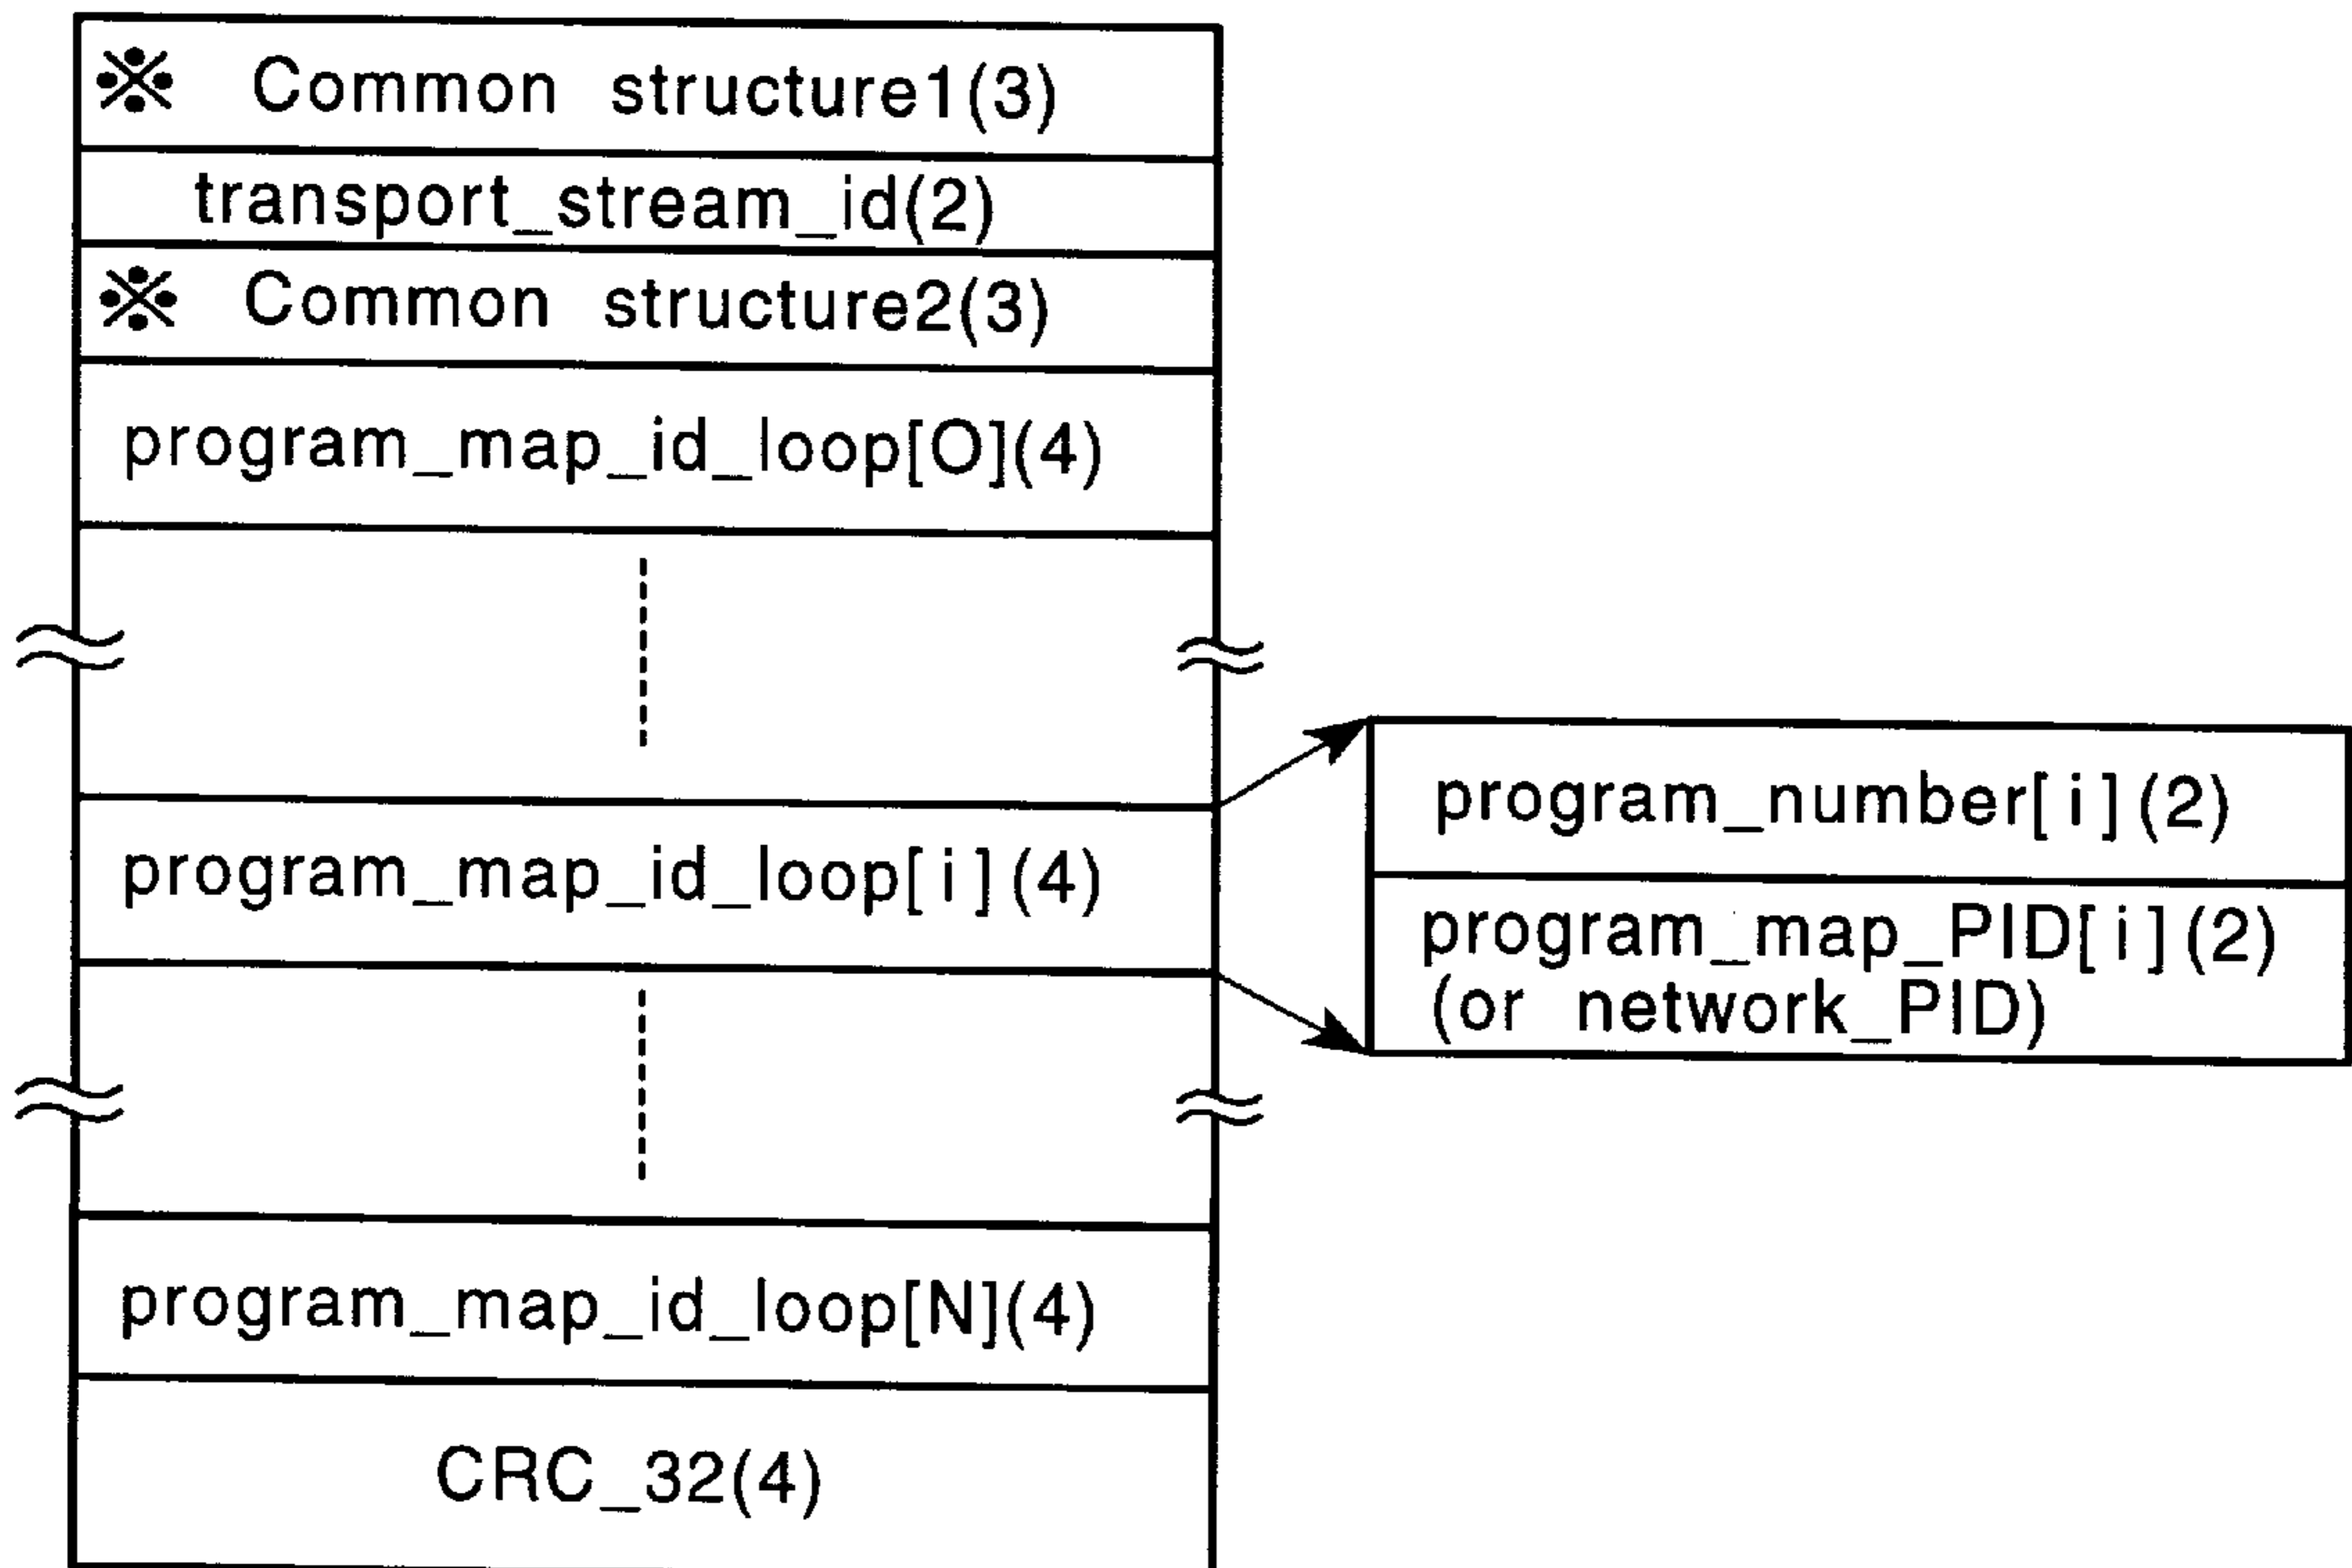 ※ Common structure1(3)
transport_stream_id(2)
※ Common structure2(3)
program_map_id_loop[O](4)
program_map_id_loop[i](4)
program_number[i](2)
program_map_PID[i](2)
(or network_PID)
program_map_id_loop[N](4)
CRC_32(4)